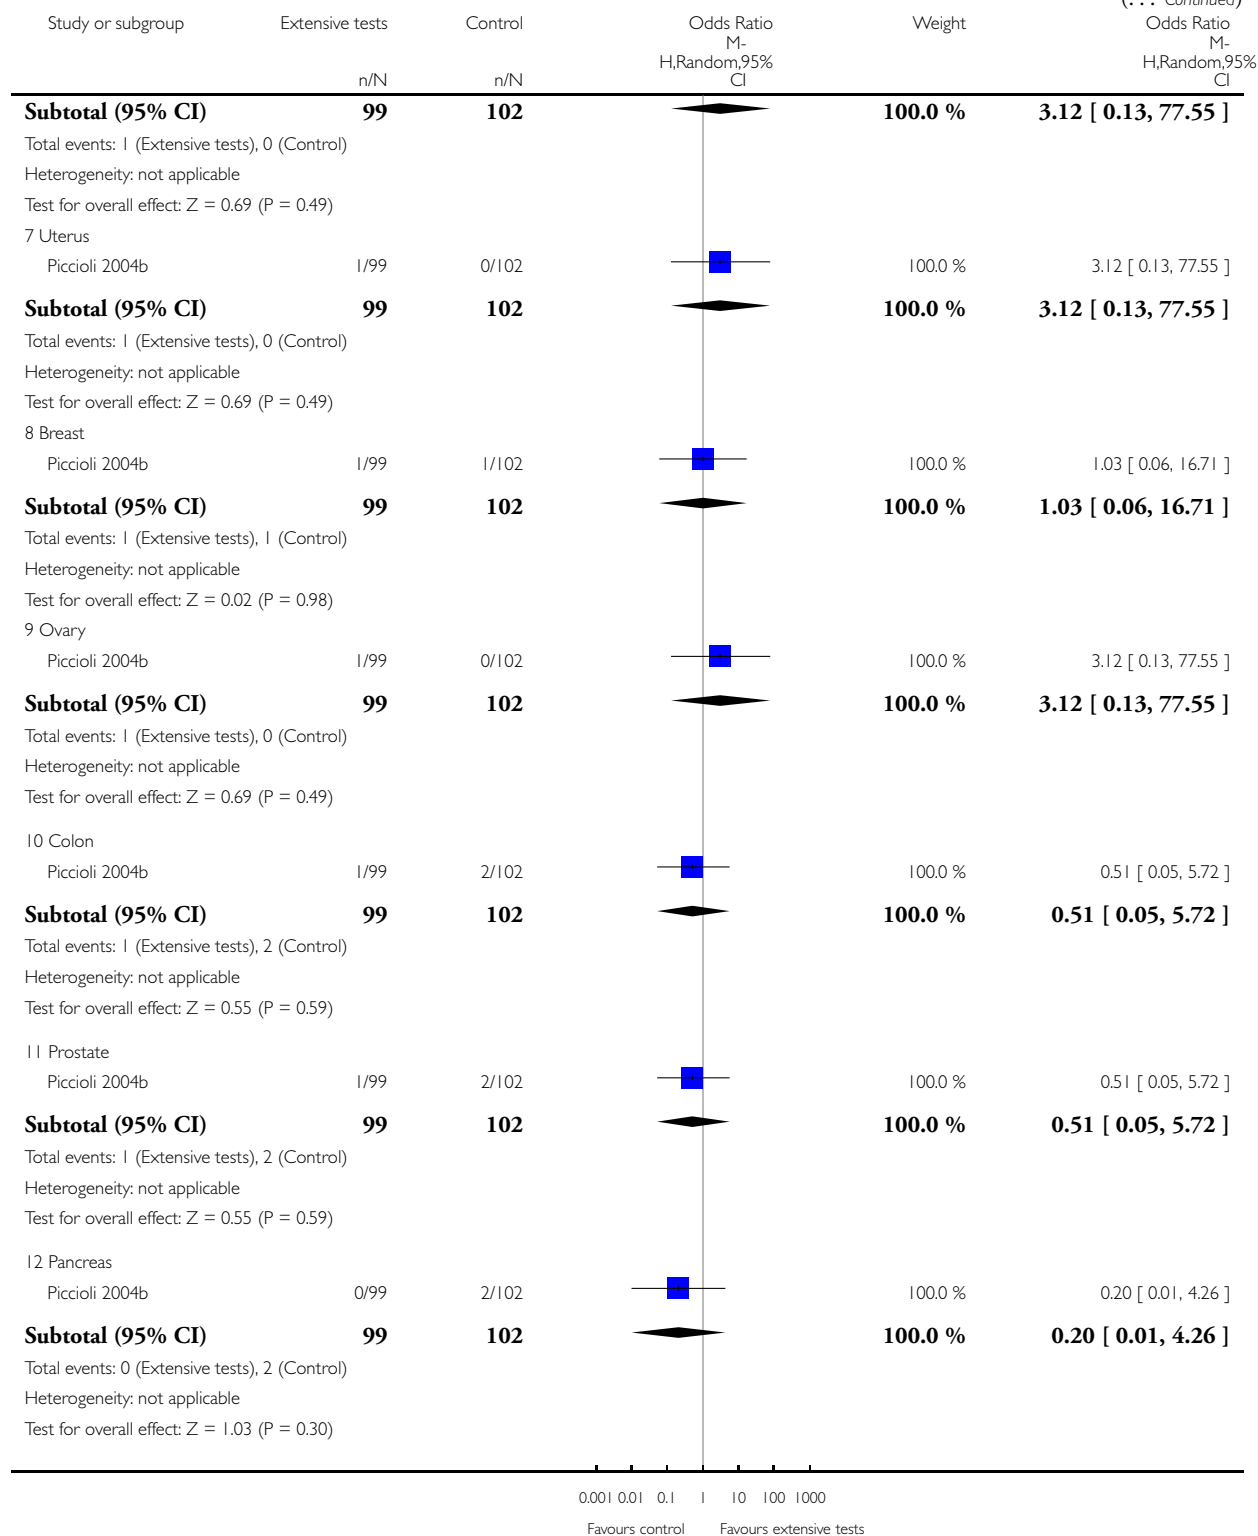 (. . . Continued)
Study or subgroup Extensive tests Control Odds Ratio Weight Odds Ratio
M- M-
H,Random,95% H,Random,95%
n/N n/N CI CI
Subtotal (95% CI) 99 102 100.0 % 3.12 [ 0.13, 77.55 ]
Total events: 1 (Extensive tests), 0 (Control)
Heterogeneity: not applicable
Test for overall effect: Z = 0.69 (P = 0.49)
7 Uterus
Piccioli 2004b 1/99 0/102 100.0 % 3.12 [ 0.13, 77.55 ]
Subtotal (95% CI) 99 102 100.0 % 3.12 [ 0.13, 77.55 ]
Total events: 1 (Extensive tests), 0 (Control)
Heterogeneity: not applicable
Test for overall effect: Z = 0.69 (P = 0.49)
8 Breast
Piccioli 2004b 1/99 1/102 100.0 % 1.03 [ 0.06, 16.71 ]
Subtotal (95% CI) 99 102 100.0 % 1.03 [ 0.06, 16.71 ]
Total events: 1 (Extensive tests), 1 (Control)
Heterogeneity: not applicable
Test for overall effect: Z = 0.02 (P = 0.98)
9 Ovary
Piccioli 2004b 1/99 0/102 100.0 % 3.12 [ 0.13, 77.55 ]
Subtotal (95% CI) 99 102 100.0 % 3.12 [ 0.13, 77.55 ]
Total events: 1 (Extensive tests), 0 (Control)
Heterogeneity: not applicable
Test for overall effect: Z = 0.69 (P = 0.49)
10 Colon
Piccioli 2004b 1/99 2/102 100.0 % 0.51 [ 0.05, 5.72 ]
Subtotal (95% CI) 99 102 100.0 % 0.51 [ 0.05, 5.72 ]
Total events: 1 (Extensive tests), 2 (Control)
Heterogeneity: not applicable
Test for overall effect: Z = 0.55 (P = 0.59)
11 Prostate
Piccioli 2004b 1/99 2/102 100.0 % 0.51 [ 0.05, 5.72 ]
Subtotal (95% CI) 99 102 100.0 % 0.51 [ 0.05, 5.72 ]
Total events: 1 (Extensive tests), 2 (Control)
Heterogeneity: not applicable
Test for overall effect: Z = 0.55 (P = 0.59)
12 Pancreas
Piccioli 2004b 0/99 2/102 100.0 % 0.20 [ 0.01, 4.26 ]
Subtotal (95% CI) 99 102 100.0 % 0.20 [ 0.01, 4.26 ]
Total events: 0 (Extensive tests), 2 (Control)
Heterogeneity: not applicable
Test for overall effect: Z = 1.03 (P = 0.30)
0.001 0.01 0.1 1 10 100 1000
Favours control Favours extensive tests